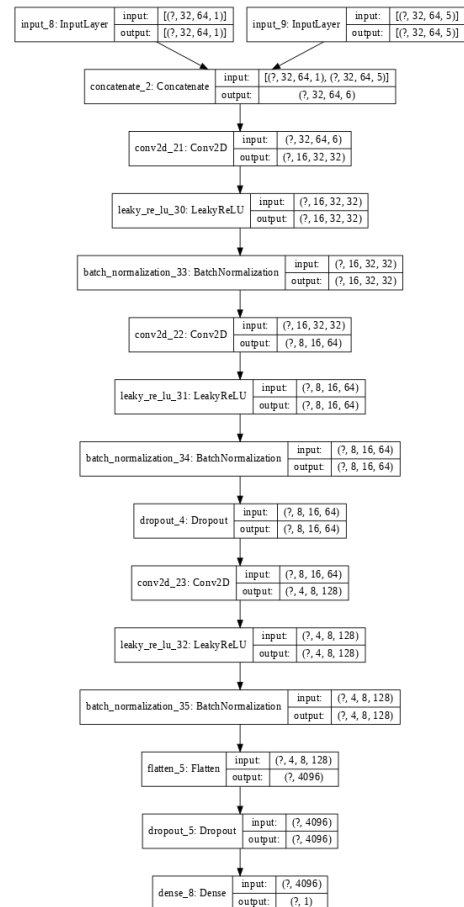 input_8: InputLayer input: [(?, 32, 64, 1)]
output: [(?, 32, 64, 1)]
input_9: InputLayer input: [(?, 32, 64, 5)]
output: [(?, 32, 64, 5)]
concatenate_2: Concatenate input: [(?, 32, 64, 1), (?, 32, 64, 5)]
output: (?, 32, 64, 6)
conv2d_21: Conv2D input: (?, 32, 64, 6)
output: (?, 16, 32, 32)
leaky_re_lu_30: LeakyReLU input: (?, 16, 32, 32)
output: (?, 16, 32, 32)
batch_normalization_33: BatchNormalization input: (?, 16, 32, 32)
output: (?, 16, 32, 32)
conv2d_22: Conv2D input: (?, 16, 32, 32)
output: (?, 8, 16, 64)
leaky_re_lu_31: LeakyReLU input: (?, 8, 16, 64)
output: (?, 8, 16, 64)
batch_normalization_34: BatchNormalization input: (?, 8, 16, 64)
output: (?, 8, 16, 64)
dropout_4: Dropout input: (?, 8, 16, 64)
output: (?, 8, 16, 64)
conv2d_23: Conv2D input: (?, 8, 16, 64)
output: (?, 4, 8, 128)
leaky_re_lu_32: LeakyReLU input: (?, 4, 8, 128)
output: (?, 4, 8, 128)
batch_normalization_35: BatchNormalization input: (?, 4, 8, 128)
output: (?, 4, 8, 128)
flatten_5: Flatten input: (?, 4, 8, 128)
output: (?, 4096)
dropout_5: Dropout input: (?, 4096)
output: (?, 4096)
dense_8: Dense input: (?, 4096)
output: (?, 1)